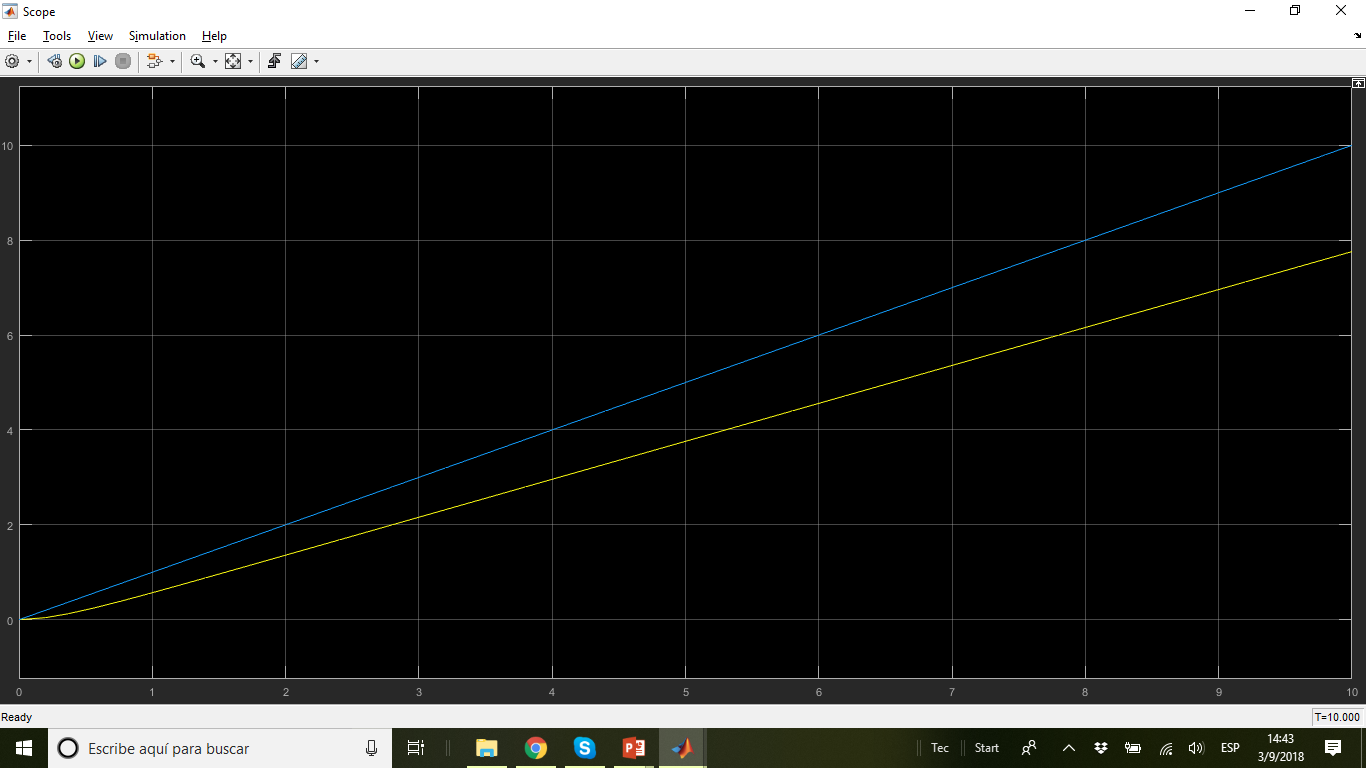 Scope
File Tools View Simulation Help
10
8
6
4
2
0
0 1 2 3 4 5 6 7 8 9 10
Ready T=10.000
Escribe aquí para buscar Tec Start ESP 14:43
3/9/2018